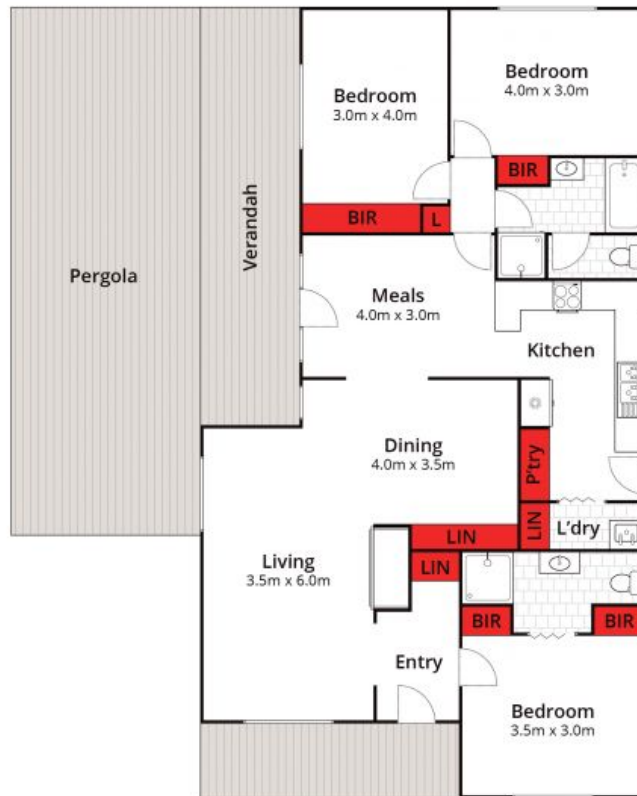 Bedroom
4.0m x 3.0m
Bedroom
3.0m x 4.0m
BIR
BIR
L
Verandah
Pergola
Meals
4.0m x 3.0m
Kitchen
Dining
4.0m x 3.5m
P'try
LIN
L'dry
LIN
LIN
Living
3.5m x 6.0m
BIR
BIR
Entry
Bedroom
3.5m x 3.0m